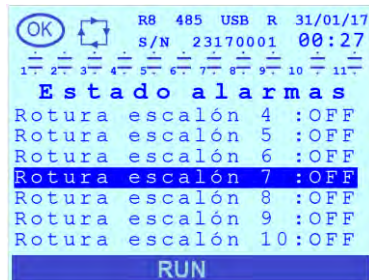 OK R8 485 USB R 31/01/17
S/N 23170001 00:27
1 2 3 4 5 6 7 8 9 10 11
Estado alarmas
Rotura escalón 4 :OFF
Rotura escalón 5 :OFF
Rotura escalón 6 :OFF
Rotura escalón 7 :OFF
Rotura escalón 8 :OFF
Rotura escalón 9 :OFF
Rotura escalón 10:OFF
RUN